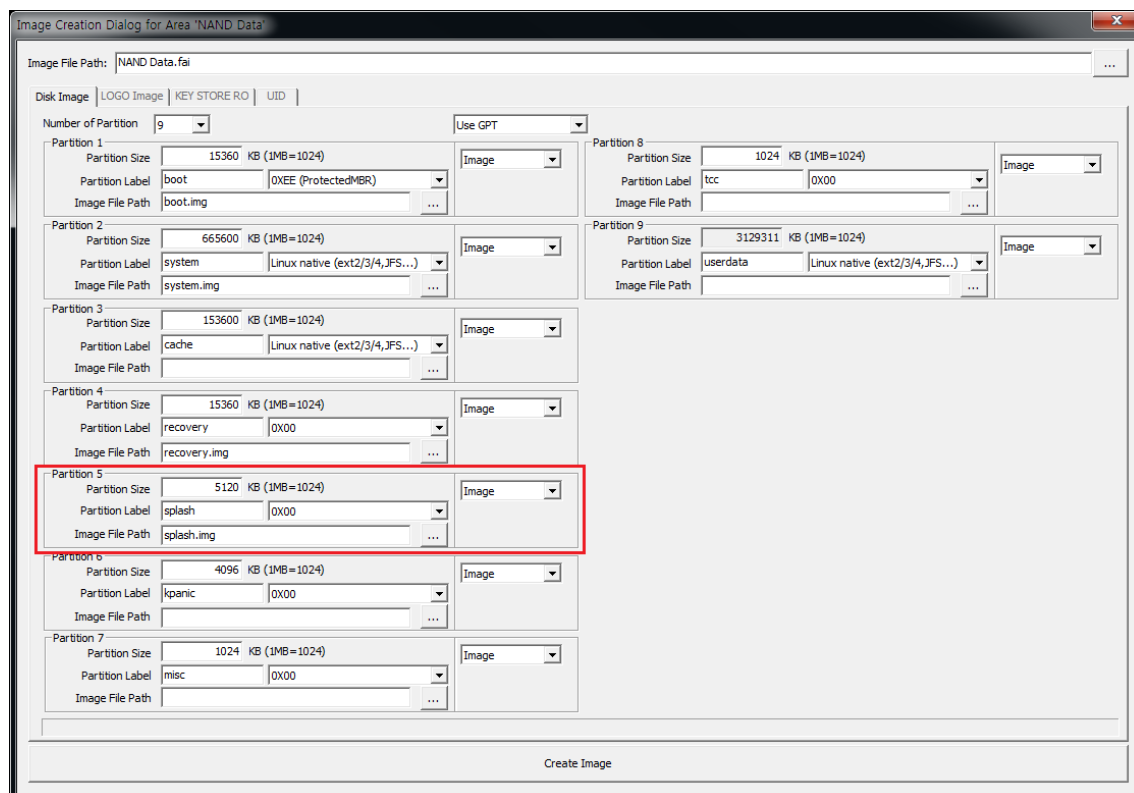 Image Creation Dialog for Area 'NAND Data'
Image File Path: NAND Data.fai ...
Disk Image LOGO Image KEY STORE RO UID
Number of Partition 9 Use GPT
Partition 1
Partition Size 15360 KB (1MB=1024) Image
Partition Label boot 0XEE (ProtectedMBR)
Image File Path boot.img ...
Partition 2
Partition Size 665600 KB (1MB=1024) Image
Partition Label system Linux native (ext2/3/4,JFS...)
Image File Path system.img ...
Partition 3
Partition Size 153600 KB (1MB=1024) Image
Partition Label cache Linux native (ext2/3/4,JFS...)
Image File Path ...
Partition 4
Partition Size 15360 KB (1MB=1024) Image
Partition Label recovery 0X00
Image File Path recovery.img ...
Partition 5
Partition Size 5120 KB (1MB=1024) Image
Partition Label splash 0X00
Image File Path splash.img ...
Partition 6
Partition Size 4096 KB (1MB=1024) Image
Partition Label kpanic 0X00
Image File Path ...
Partition 7
Partition Size 1024 KB (1MB=1024) Image
Partition Label misc 0X00
Image File Path ...
Partition 8
Partition Size 1024 KB (1MB=1024) Image
Partition Label tcc 0X00
Image File Path ...
Partition 9
Partition Size 3129311 KB (1MB=1024) Image
Partition Label userdata Linux native (ext2/3/4,JFS...)
Image File Path ...
Create Image